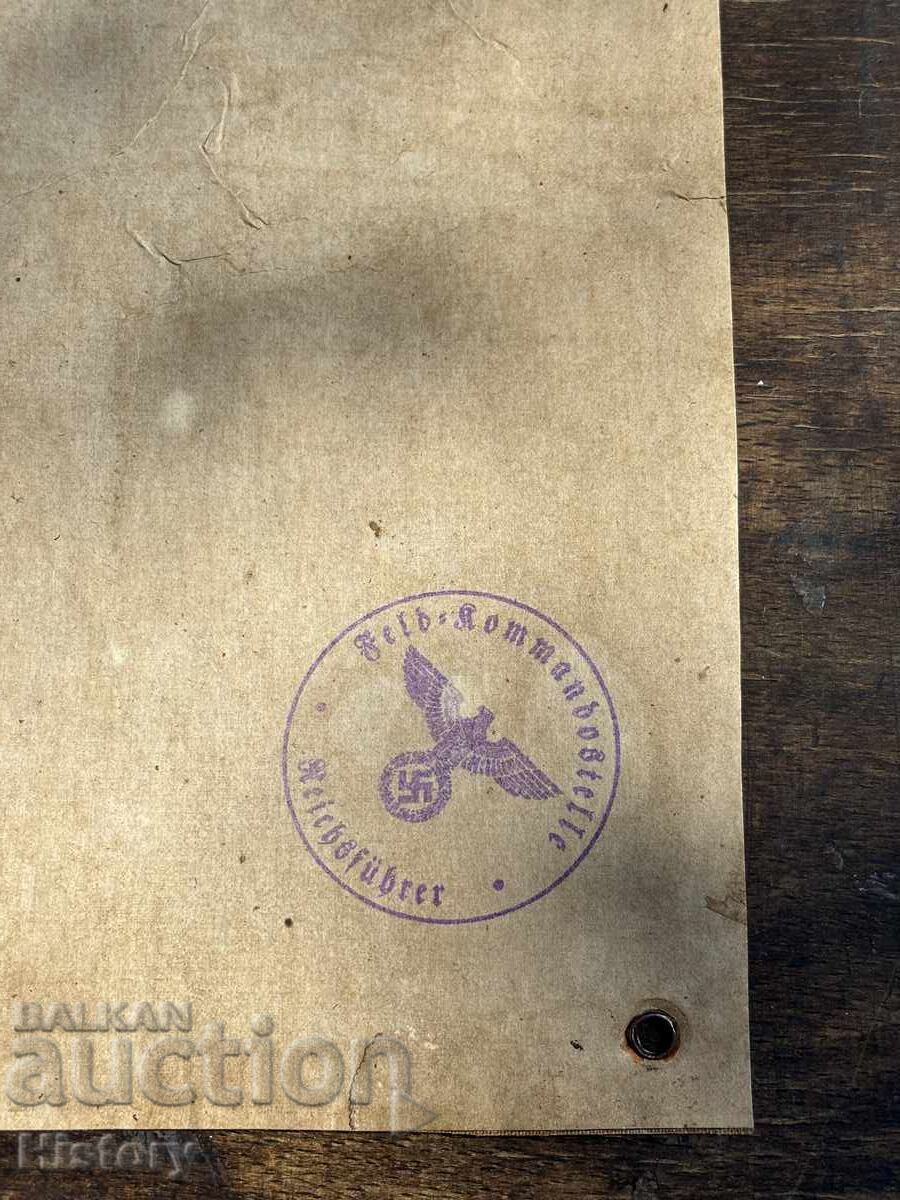 Feld-Kommandostelle
Reichsführer
BALKAN
auction
History